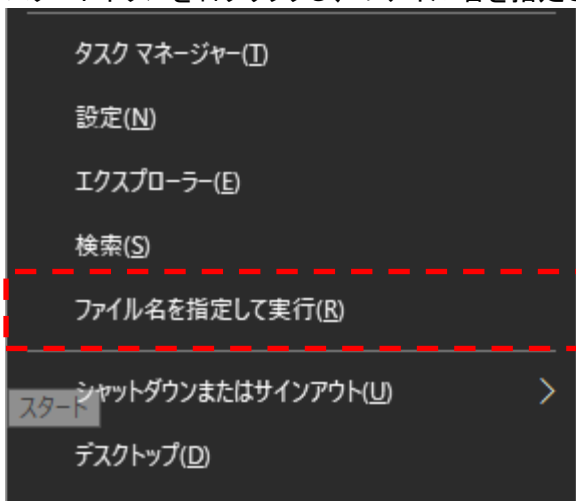 タスク マネージャー(T)
設定(N)
エクスプローラー(E)
検索(S)
ファイル名を指定して実行(R)
シャットダウンまたはサインアウト(U)
スタート
デスクトップ(D)